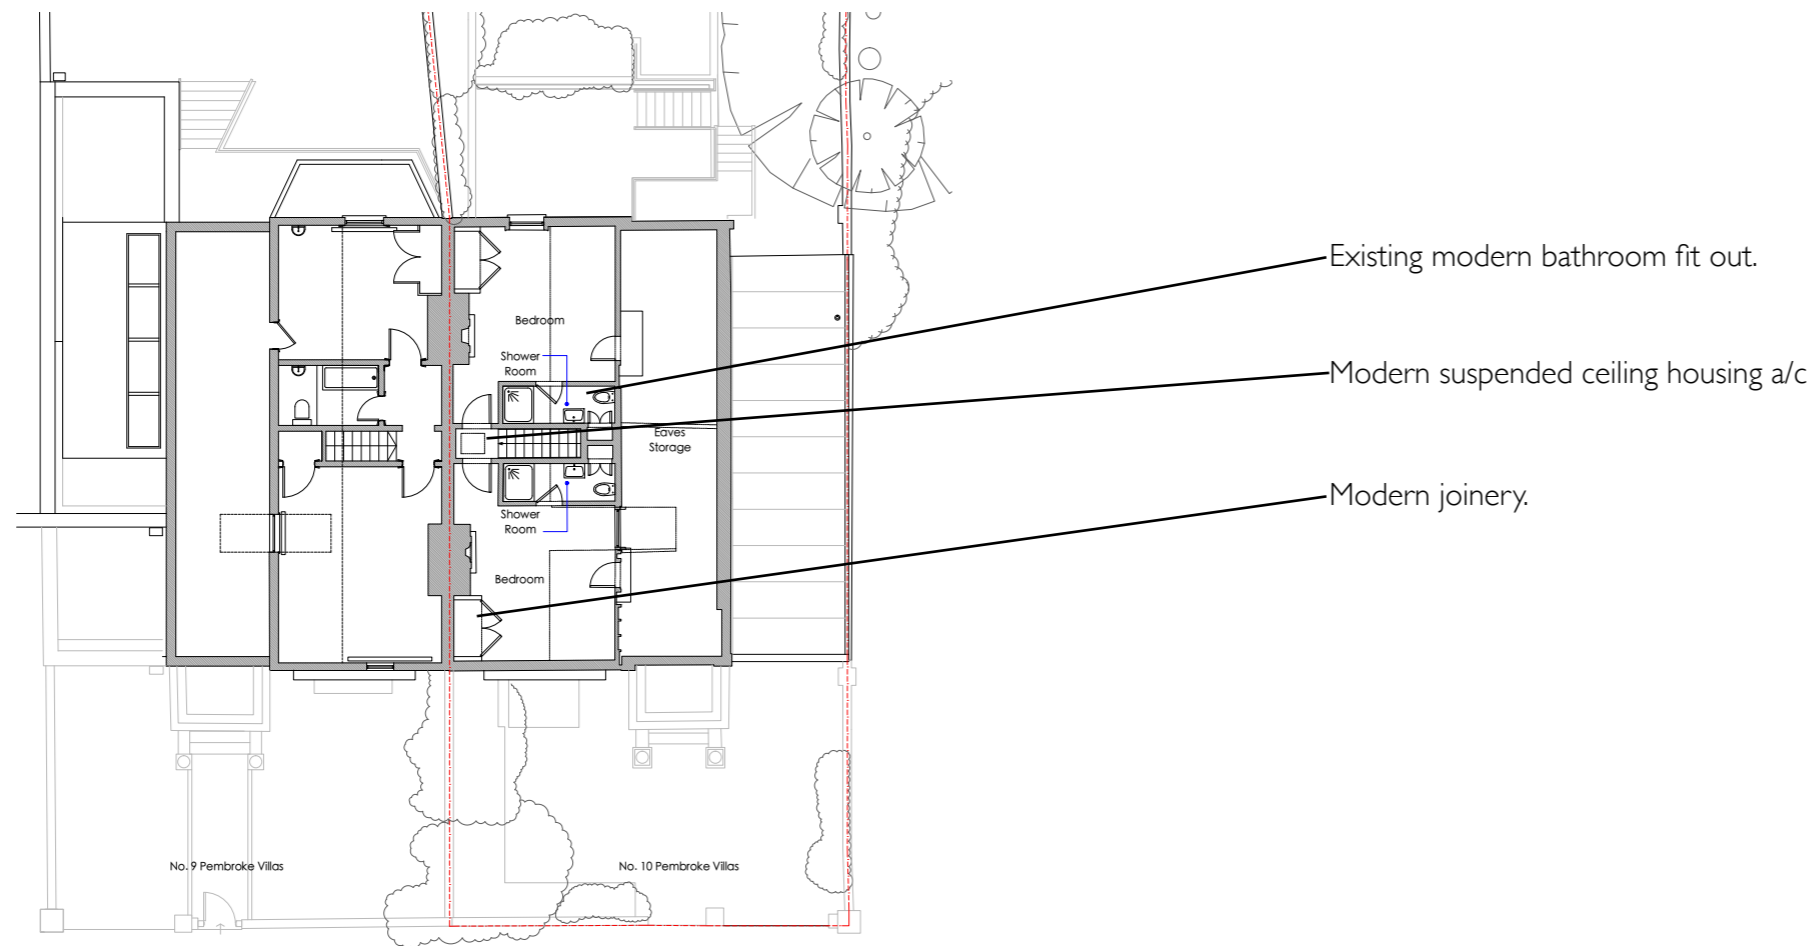 Existing modern bathroom fit out.
Bedroom
Shower
Room
Modern suspended ceiling housing a/c
Eaves
Storage
Modern joinery.
Shower
Room
Bedroom
No. 9 Pembroke Villas
No. 10 Pembroke Villas